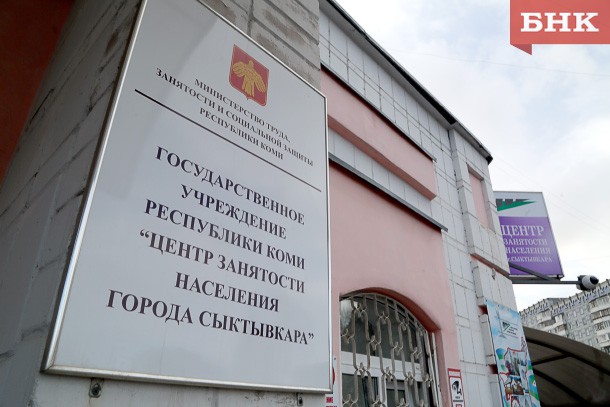 БНК
МИНИСТЕРСТВО ТРУДА,
ЗАНЯТОСТИ И СОЦИАЛЬНОЙ ЗАЩИТЫ
РЕСПУБЛИКИ КОМИ
ГОСУДАРСТВЕННОЕ
УЧРЕЖДЕНИЕ
РЕСПУБЛИКИ КОМИ
“ЦЕНТР ЗАНЯТОСТИ
НАСЕЛЕНИЯ
ГОРОДА СЫКТЫВКАРА”
ЦЕНТР
ЗАНЯТОСТИ
НАСЕЛЕНИЯ
г. СЫКТЫВКАРА